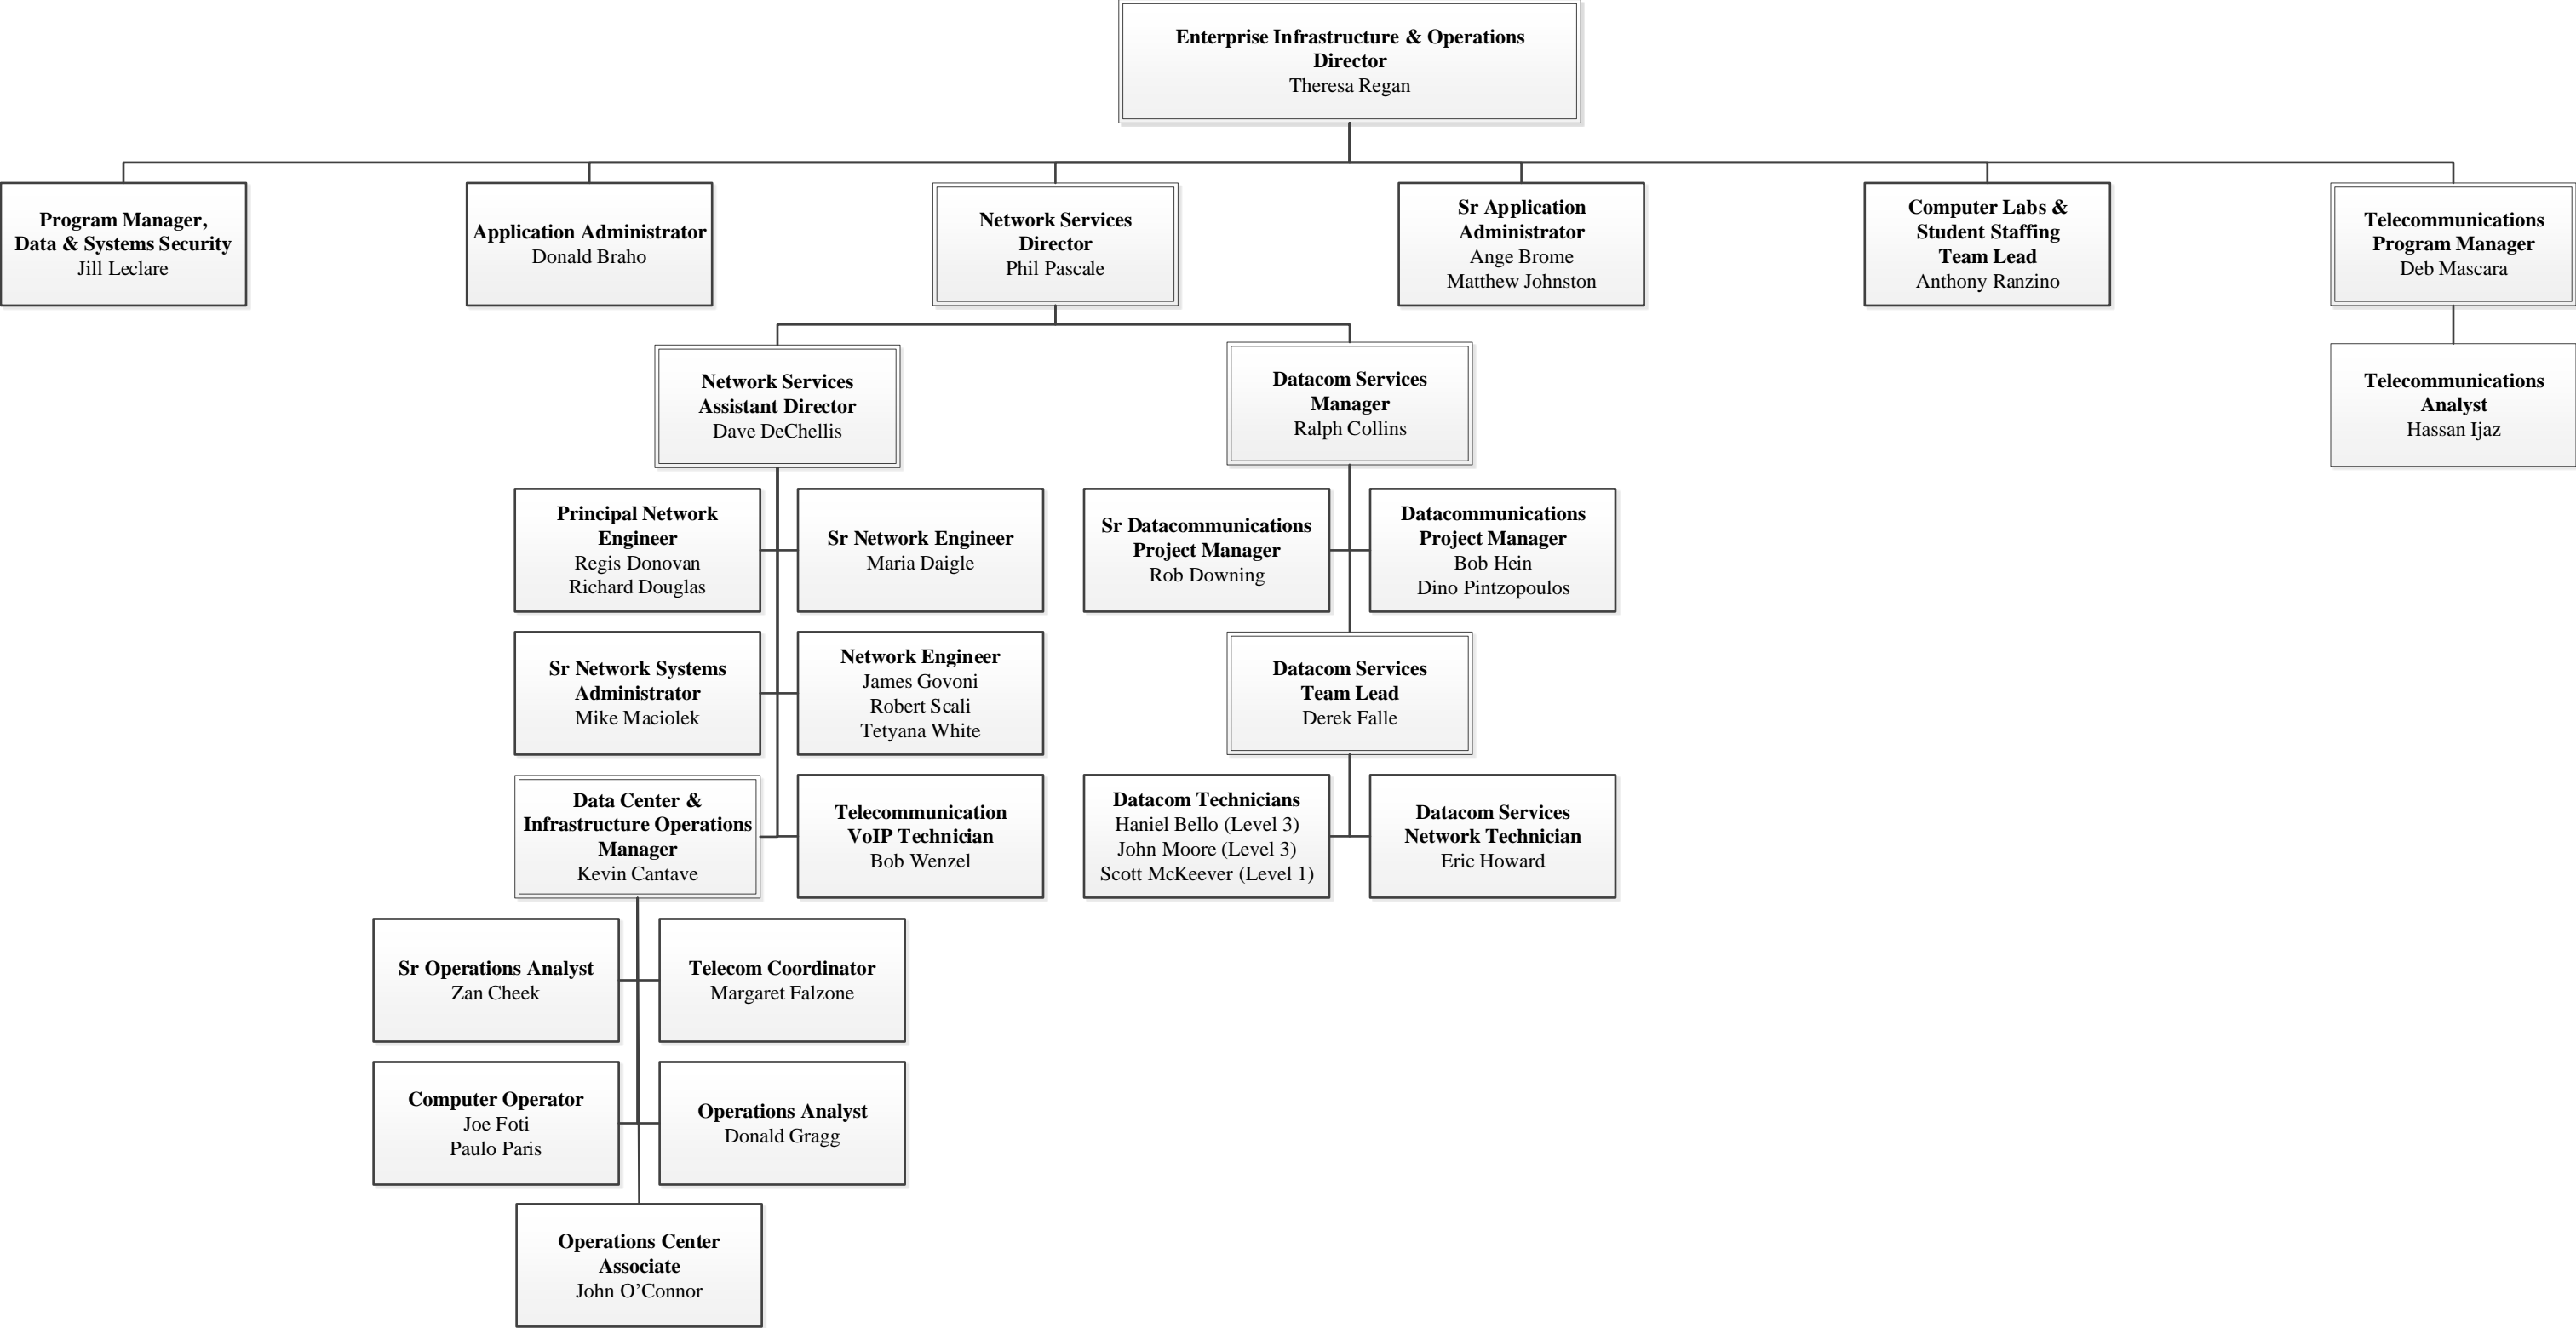 Enterprise Infrastructure & Operations
Director
Theresa Regan
Program Manager,
Data & Systems Security
Jill Leclare
Application Administrator
Donald Braho
Network Services
Director
Phil Pascale
Sr Application
Administrator
Ange Brome
Matthew Johnston
Computer Labs &
Student Staffing
Team Lead
Anthony Ranzino
Telecommunications
Program Manager
Deb Mascara
Network Services
Assistant Director
Dave DeChellis
Datacom Services
Manager
Ralph Collins
Telecommunications
Analyst
Hassan Ijaz
Principal Network
Engineer
Regis Donovan
Richard Douglas
Sr Network Engineer
Maria Daigle
Sr Datacommunications
Project Manager
Rob Downing
Datacommunications
Project Manager
Bob Hein
Dino Pintzopoulos
Sr Network Systems
Administrator
Mike Maciolek
Network Engineer
James Govoni
Robert Scali
Tetyana White
Datacom Services
Team Lead
Derek Falle
Data Center &
Infrastructure Operations
Manager
Kevin Cantave
Telecommunication
VoIP Technician
Bob Wenzel
Datacom Technicians
Haniel Bello (Level 3)
John Moore (Level 3)
Scott McKeever (Level 1)
Datacom Services
Network Technician
Eric Howard
Sr Operations Analyst
Zan Cheek
Telecom Coordinator
Margaret Falzone
Computer Operator
Joe Foti
Paulo Paris
Operations Analyst
Donald Gragg
Operations Center
Associate
John O’Connor